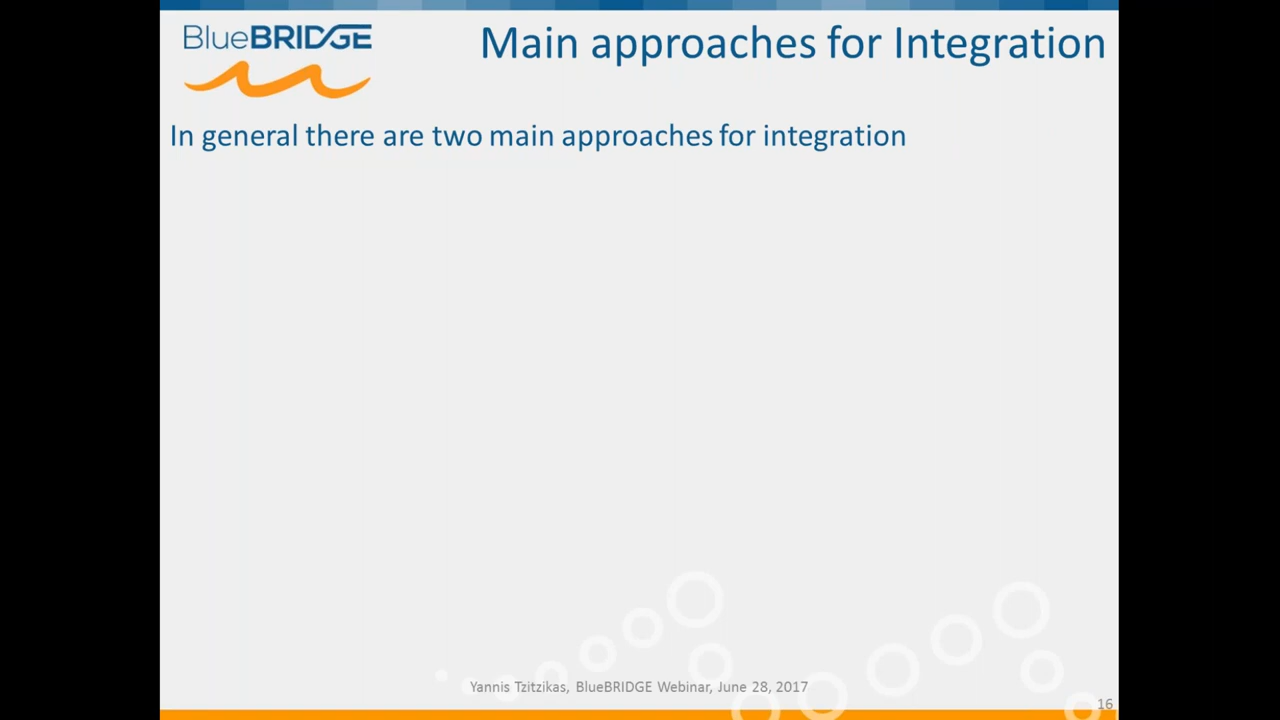 BlueBRIDGE
Main approaches for Integration
In general there are two main approaches for integration
Yannis Tzitzikas, BlueBRIDGE Webinar, June 28, 2017
16